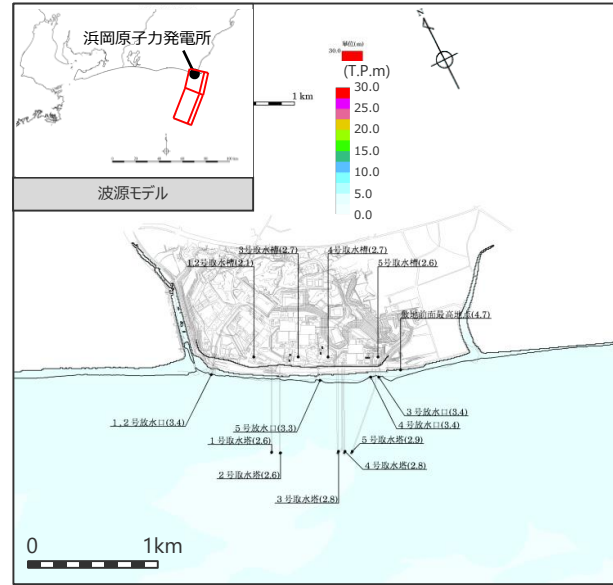 浜岡原子力発電所
波源モデル
1 km
単位(m)
30.0
(T.P.m)
30.0
25.0
20.0
15.0
10.0
5.0
0.0
3号取水槽(2.7)
4号取水槽(2.7)
1,2号取水槽(2.1)
5号取水槽(2.6)
敷地前面最高地点(4.7)
1,2号放水口(3.4)
5号放水口(3.3)
3号放水口(3.4)
4号放水口(3.4)
1号取水塔(2.6)
5号取水塔(2.9)
2号取水塔(2.6)
4号取水塔(2.8)
3号取水塔(2.8)
0 1km